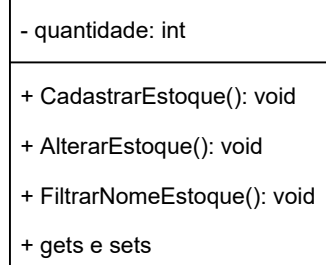 - quantidade: int
+ CadastrarEstoque(): void
+ AlterarEstoque(): void
+ FiltrarNomeEstoque(): void
+ gets e sets